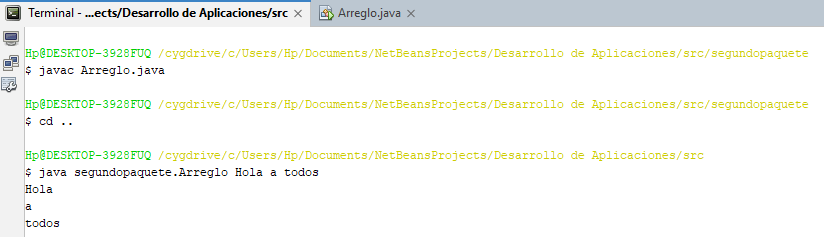 Terminal - ...ects/Desarrollo de Aplicaciones/src × Arreglo.java ×
Hp@DESKTOP-3928FUQ /cygdrive/c/Users/Hp/Documents/NetBeansProjects/Desarrollo de Aplicaciones/src/segundopaquete
$ javac Arreglo.java
Hp@DESKTOP-3928FUQ /cygdrive/c/Users/Hp/Documents/NetBeansProjects/Desarrollo de Aplicaciones/src/segundopaquete
$ cd ..
Hp@DESKTOP-3928FUQ /cygdrive/c/Users/Hp/Documents/NetBeansProjects/Desarrollo de Aplicaciones/src
$ java segundopaquete.Arreglo Hola a todos
Hola
a
todos